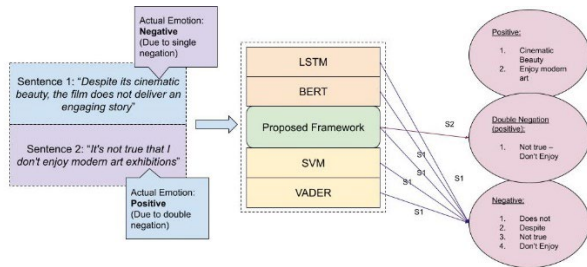 Actual Emotion:
Negative
(Due to single
negation)
Sentence 1: “Despite its cinematic
beauty, the film does not deliver an
engaging story”
Sentence 2: “It's not true that I
don't enjoy modern art exhibitions”
Actual Emotion:
Positive
(Due to double
negation)
LSTM
BERT
Proposed Framework
SVM
VADER
S2
S1
S1
S1
S1
S1
Positive:
1. Cinematic
Beauty
2. Enjoy modern
art
Double Negation
(positive):
1. Not true –
Don't Enjoy
Negative:
1. Does not
2. Despite
3. Not true
4. Don't Enjoy